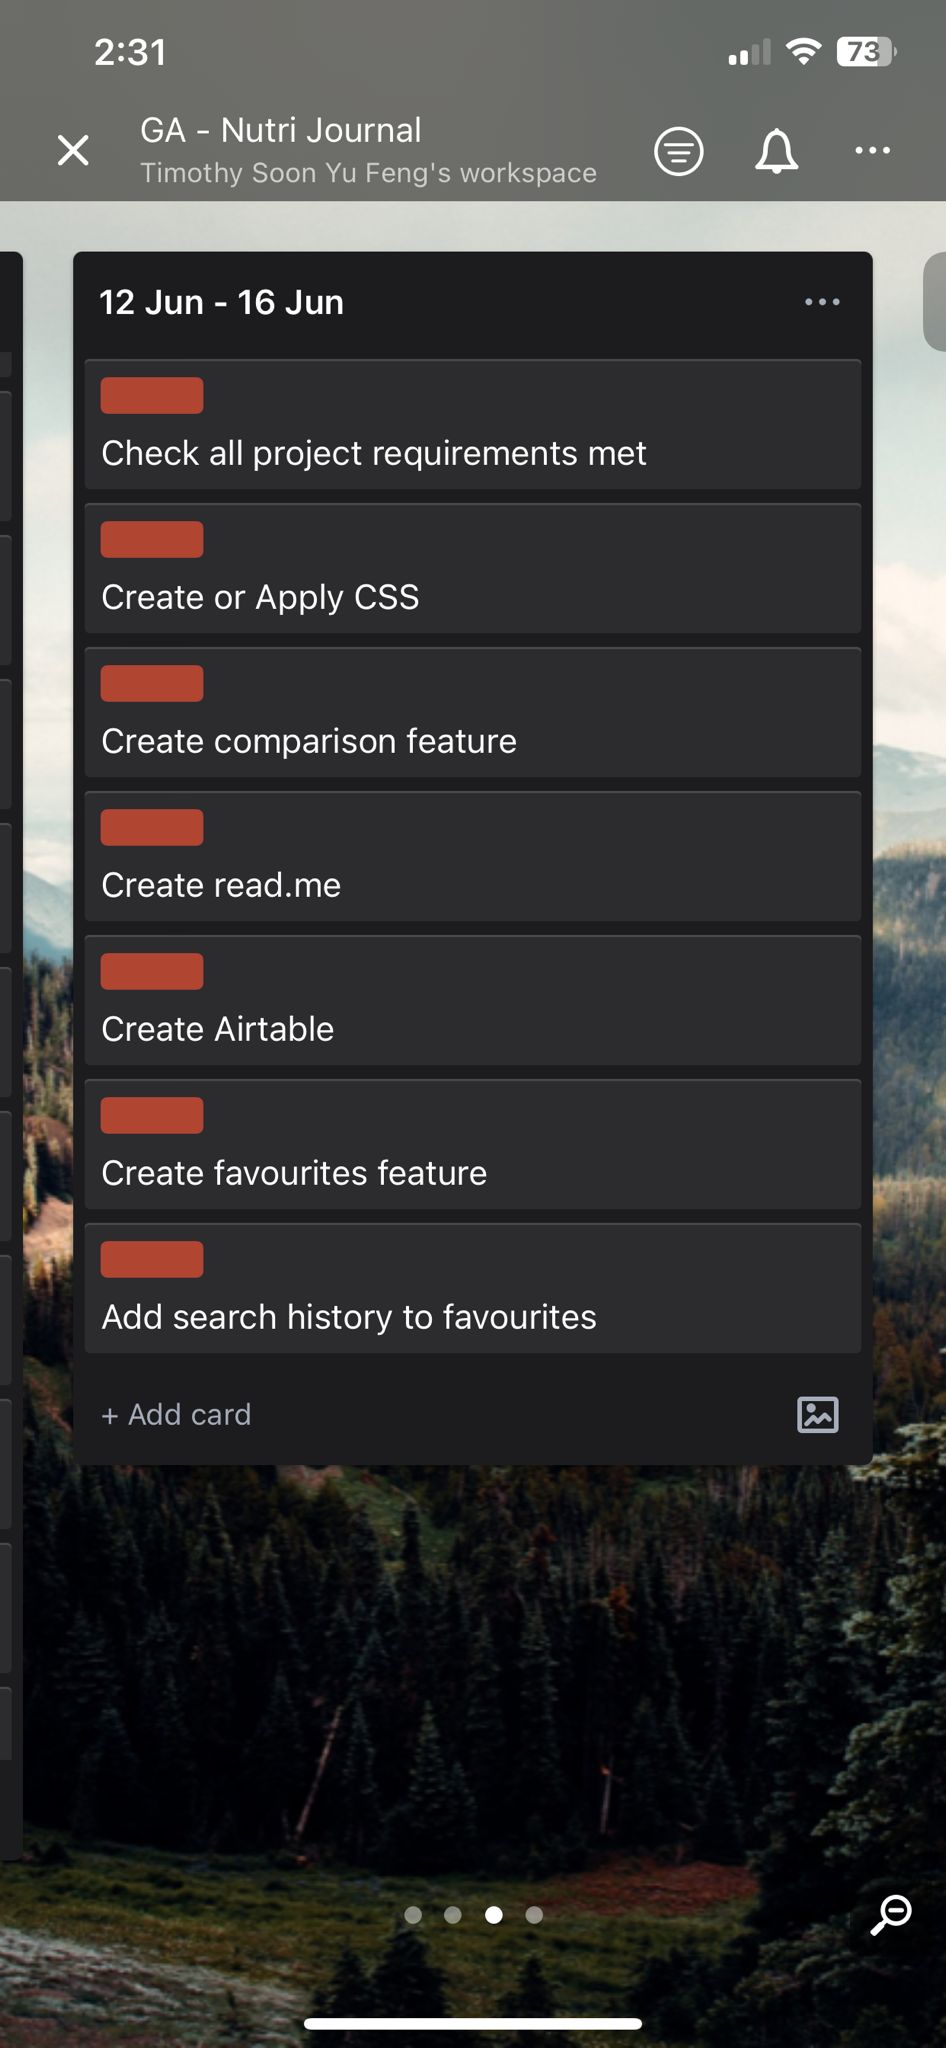 2:31
73
GA - Nutri Journal
Timothy Soon Yu Feng's workspace
12 Jun - 16 Jun
Check all project requirements met
Create or Apply CSS
Create comparison feature
Create read.me
Create Airtable
Create favourites feature
Add search history to favourites
+ Add card